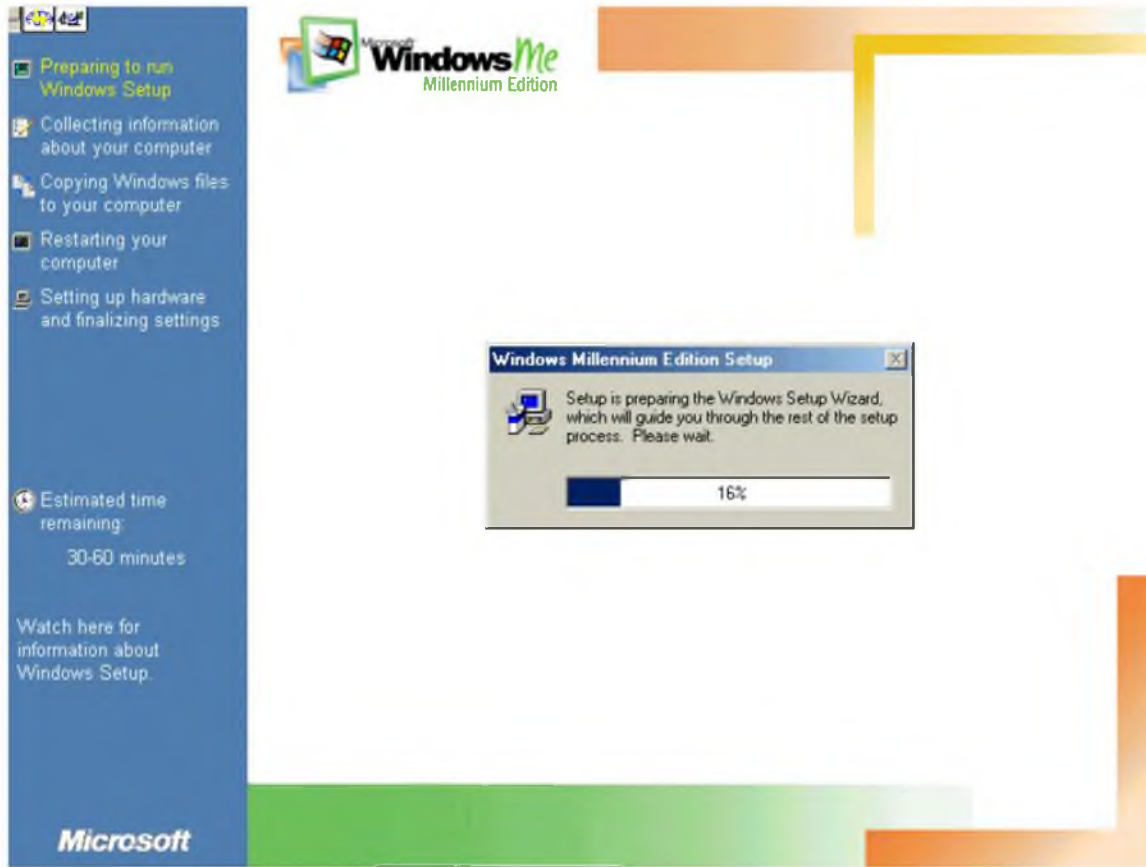 Preparing to run
Windows Setup
Collecting information
about your computer
Copying Windows files
to your computer
Restarting your
computer
Setting up hardware
and finalizing settings
Estimated time
remaining:
30-60 minutes
Watch here for
information about
Windows Setup.
Microsoft
Microsoft
Windows Me
Millennium Edition
Windows Millennium Edition Setup
Setup is preparing the Windows Setup Wizard,
which will guide you through the rest of the setup
process. Please wait.
16%